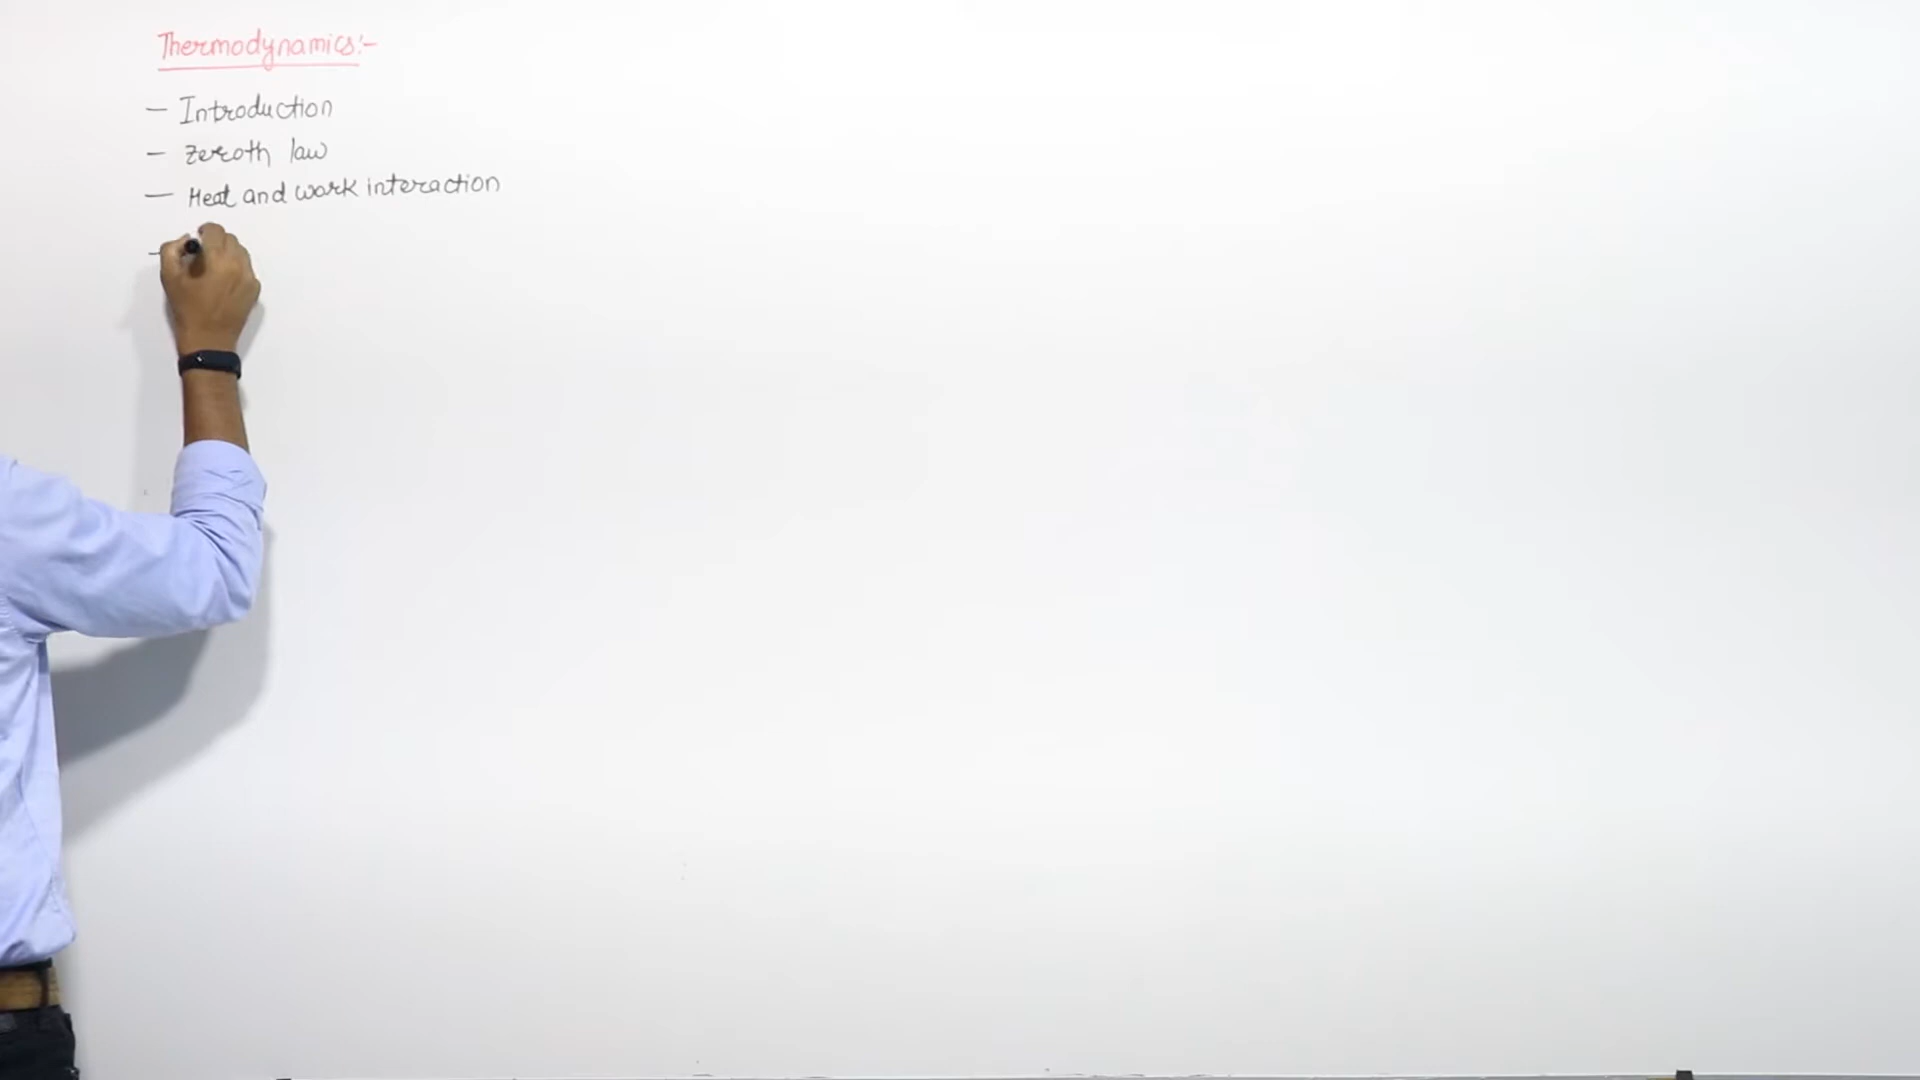 Thermodynamics:-
— Introduction
— Zeroth law
— Heat and work interaction
—